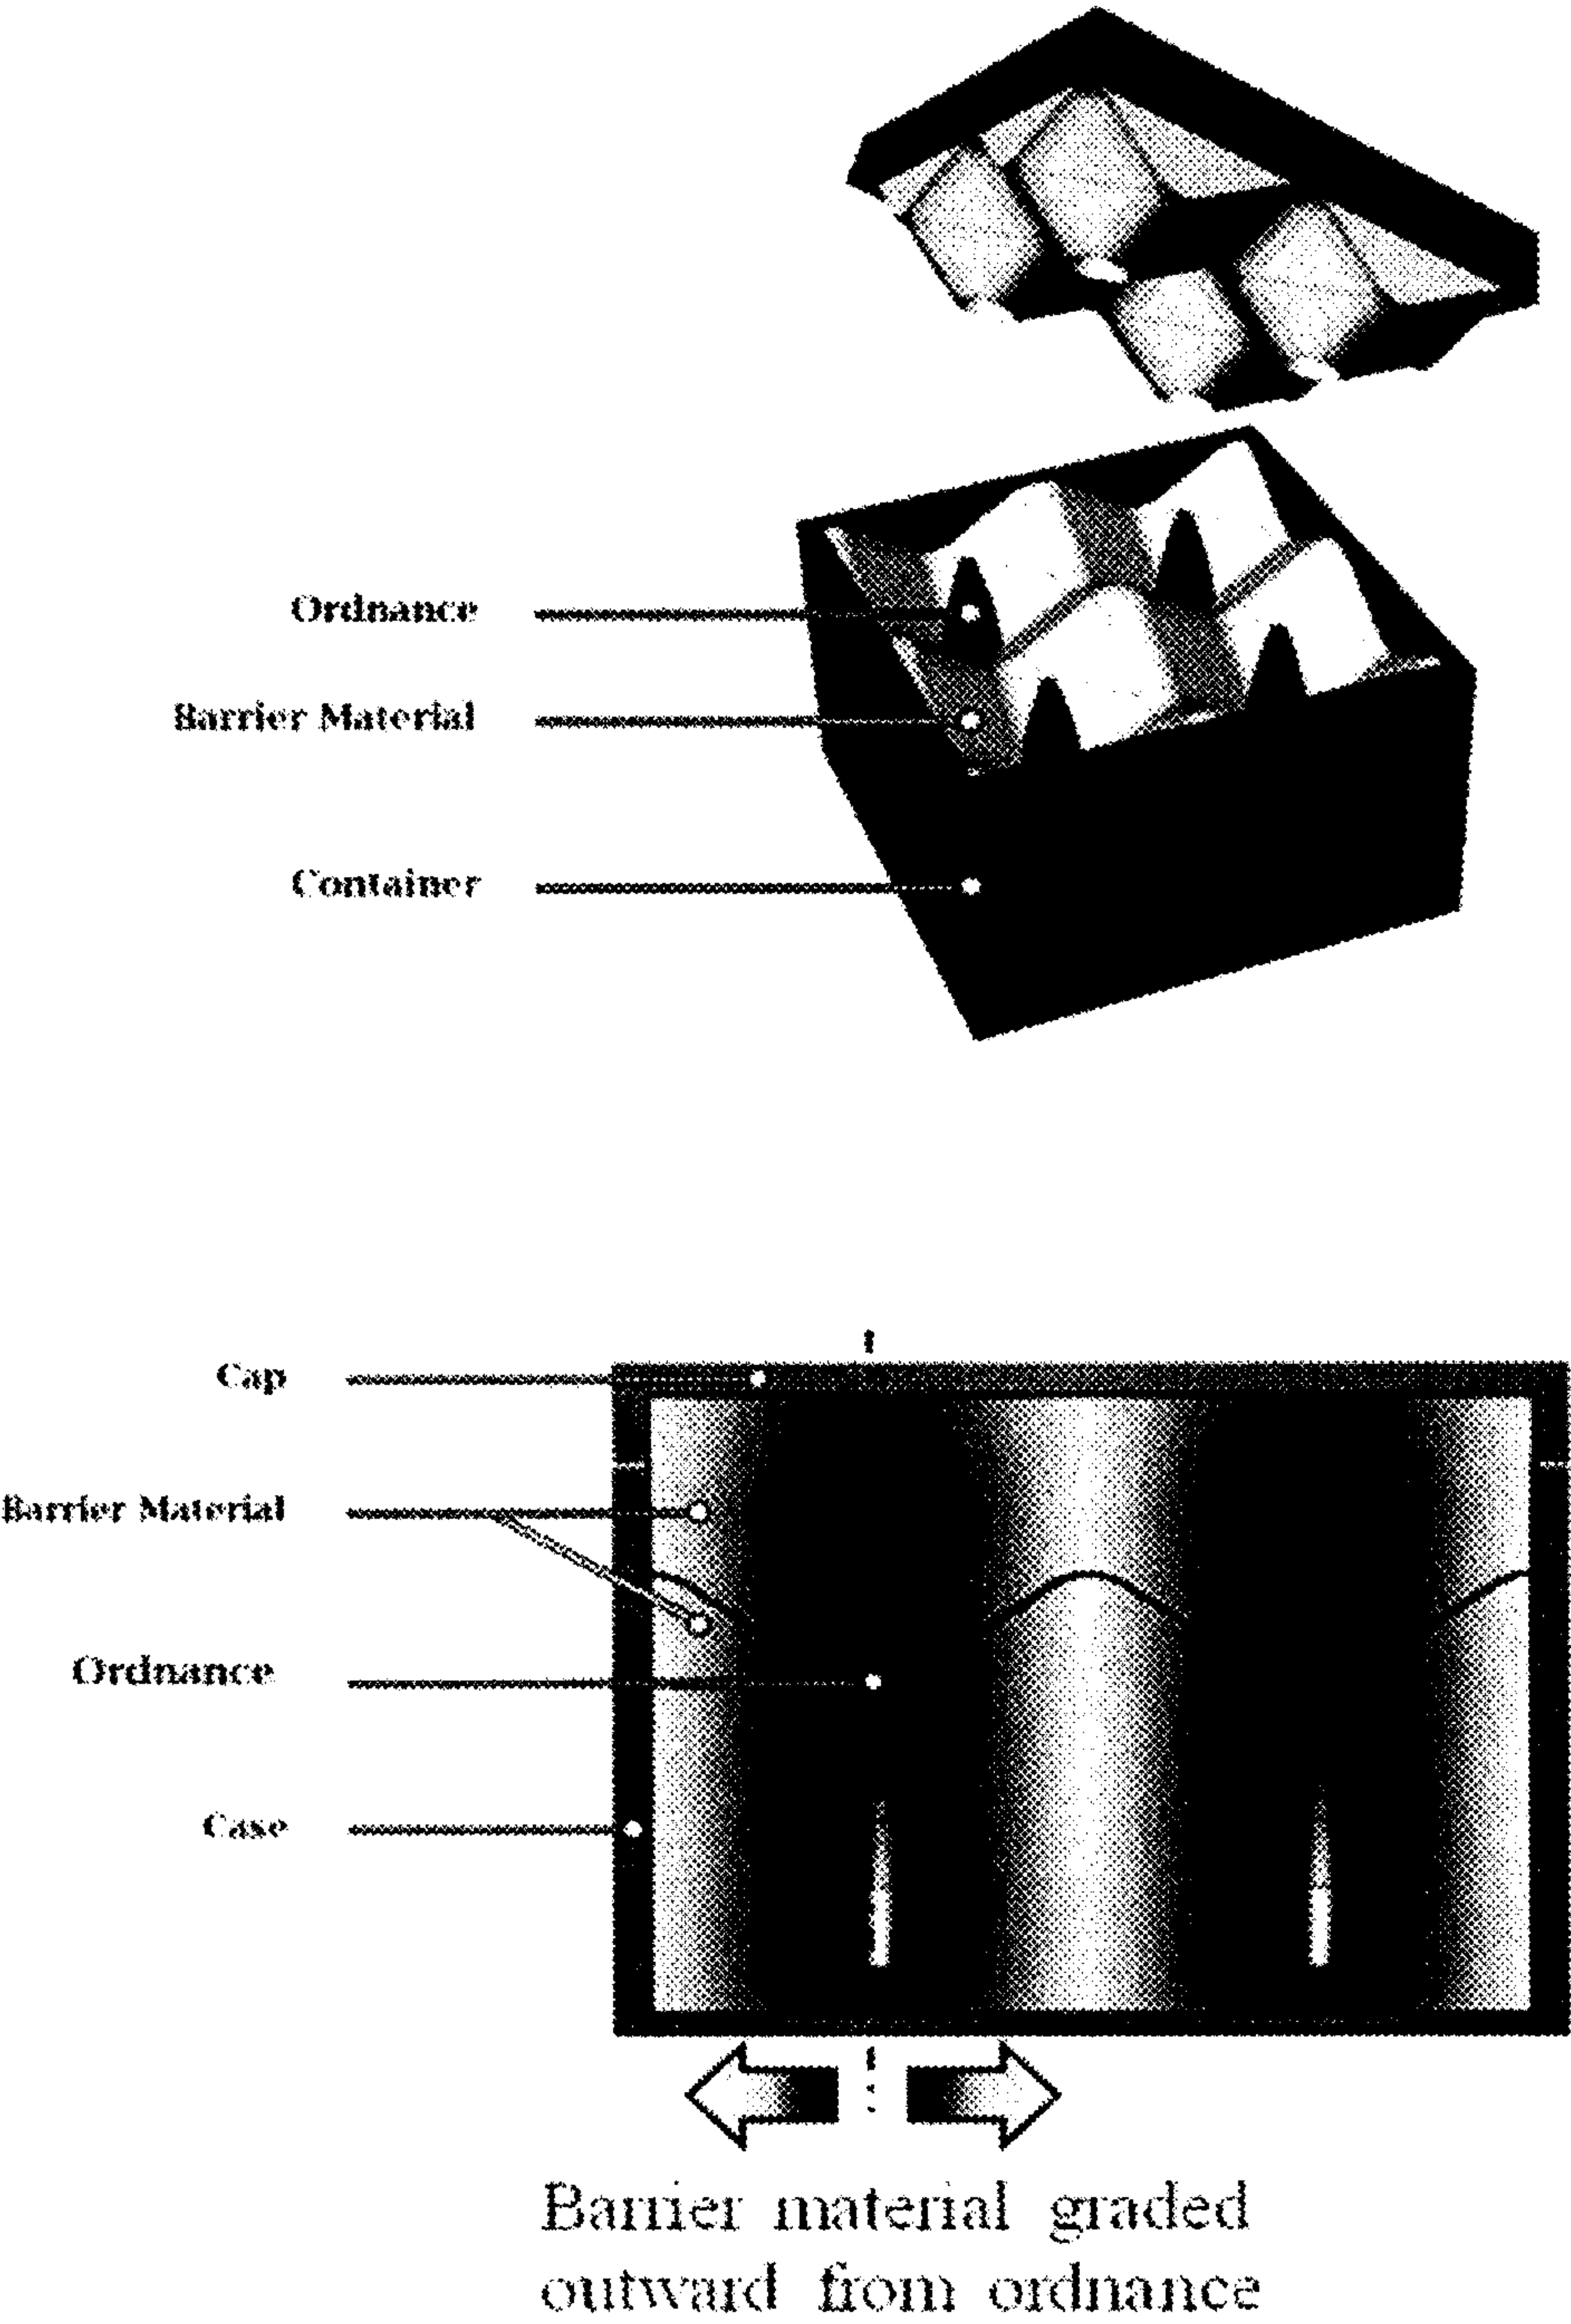 Ordnance
Barrier Material
Container
Cap
Barrier Material
Ordnance
Case
Barrier material graded
outward from ordnance